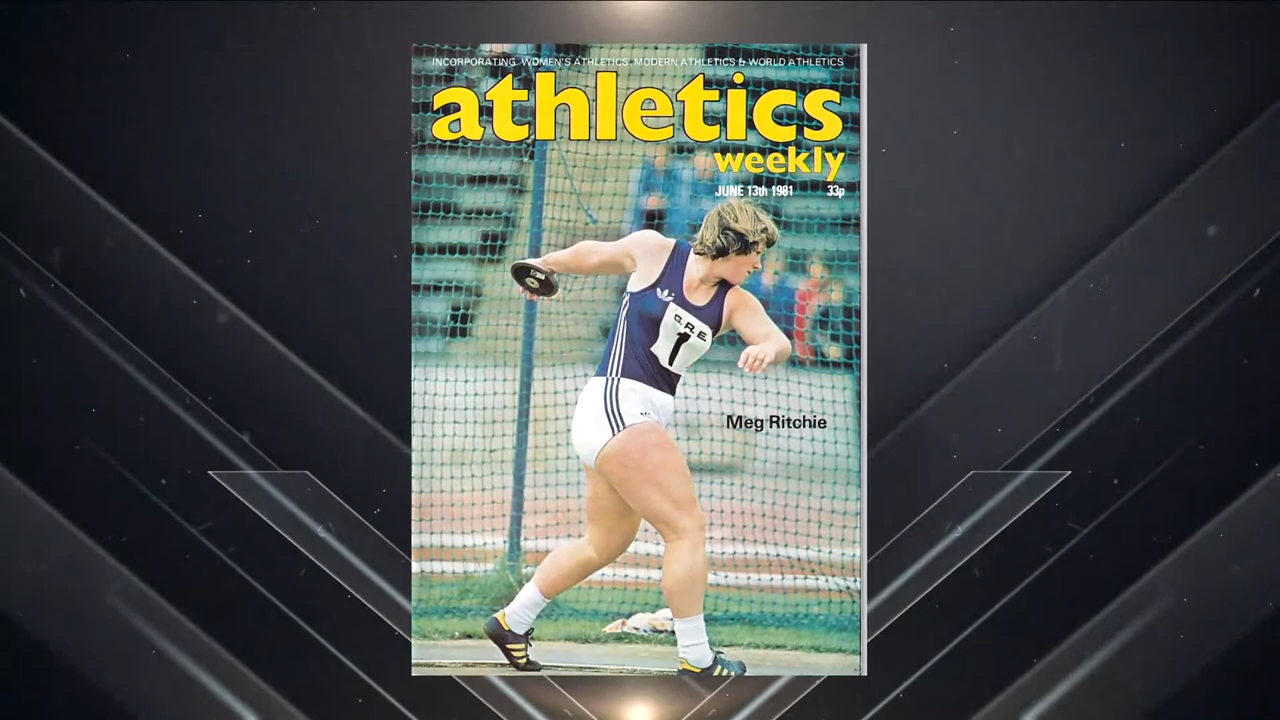 INCORPORATING WOMEN'S ATHLETICS, MODERN ATHLETICS & WORLD ATHLETICS
athletics
weekly
JUNE 13th 1981 33p
G.R.E.
1
Meg Ritchie